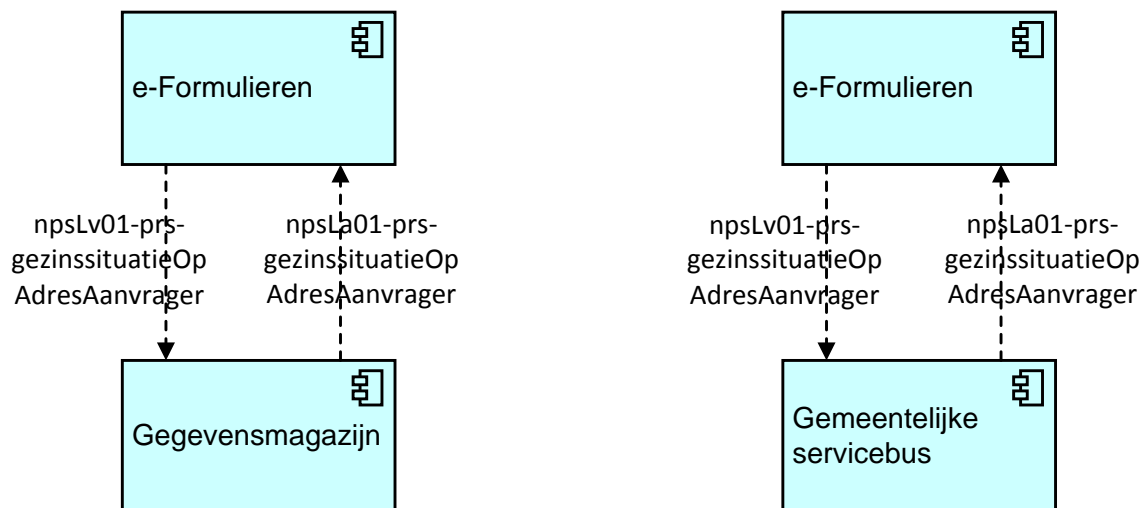 e-Formulieren
npsLv01-prs-
gezinssituatieOp
AdresAanvrager
npsLa01-prs-
gezinssituatieOp
AdresAanvrager
Gegevensmagazijn
e-Formulieren
npsLv01-prs-
gezinssituatieOp
AdresAanvrager
npsLa01-prs-
gezinssituatieOp
AdresAanvrager
Gemeentelijke
servicebus